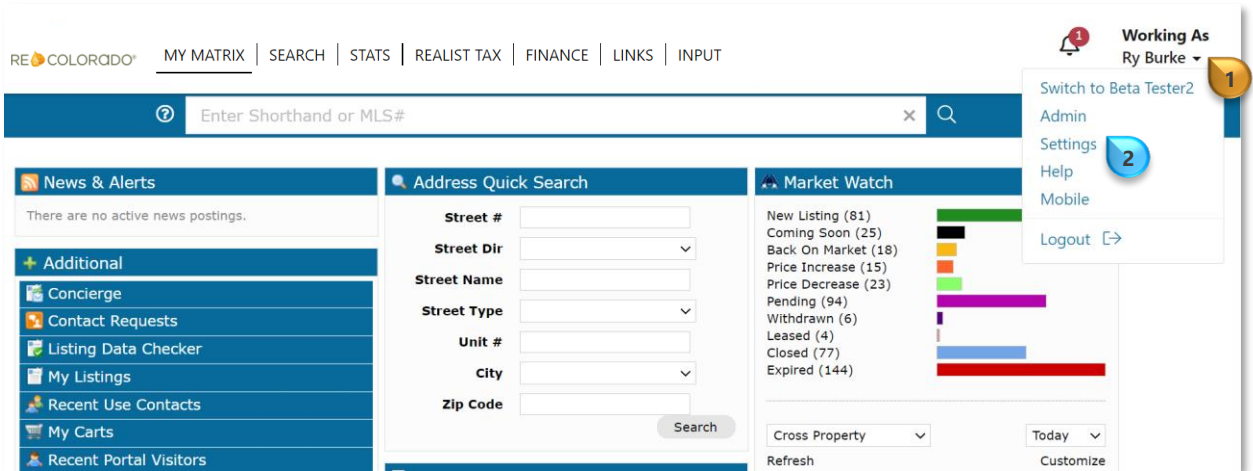 RECOLORADO®
MY MATRIX SEARCH STATS REALIST TAX FINANCE LINKS INPUT
1
Working As
Ry Burke
1
Switch to Beta Tester2
Admin
Settings
2
Help
Mobile
Logout
Enter Shorthand or MLS#
News & Alerts
There are no active news postings.
Additional
Concierge
Contact Requests
Listing Data Checker
My Listings
Recent Use Contacts
My Carts
Recent Portal Visitors
Address Quick Search
Street #
Street Dir
Street Name
Street Type
Unit #
City
Zip Code
Search
Market Watch
New Listing (81)
Coming Soon (25)
Back On Market (18)
Price Increase (15)
Price Decrease (23)
Pending (94)
Withdrawn (6)
Leased (4)
Closed (77)
Expired (144)
Cross Property Today
Refresh Customize